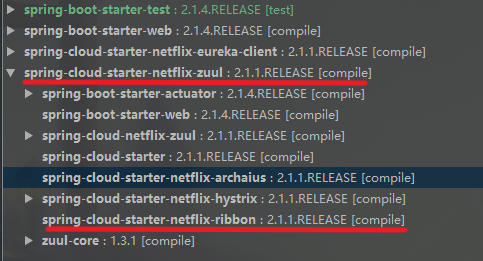 spring-boot-starter-test : 2.1.4.RELEASE [test]
spring-boot-starter-web : 2.1.4.RELEASE [compile]
spring-cloud-starter-netflix-eureka-client : 2.1.1.RELEASE [compile]
spring-cloud-starter-netflix-zuul : 2.1.1.RELEASE [compile]
spring-boot-starter-actuator : 2.1.4.RELEASE [compile]
spring-boot-starter-web : 2.1.4.RELEASE [compile]
spring-cloud-netflix-zuul : 2.1.1.RELEASE [compile]
spring-cloud-starter : 2.1.1.RELEASE [compile]
spring-cloud-starter-netflix-archaius : 2.1.1.RELEASE [compile]
spring-cloud-starter-netflix-hystrix : 2.1.1.RELEASE [compile]
spring-cloud-starter-netflix-ribbon : 2.1.1.RELEASE [compile]
zuul-core : 1.3.1 [compile]